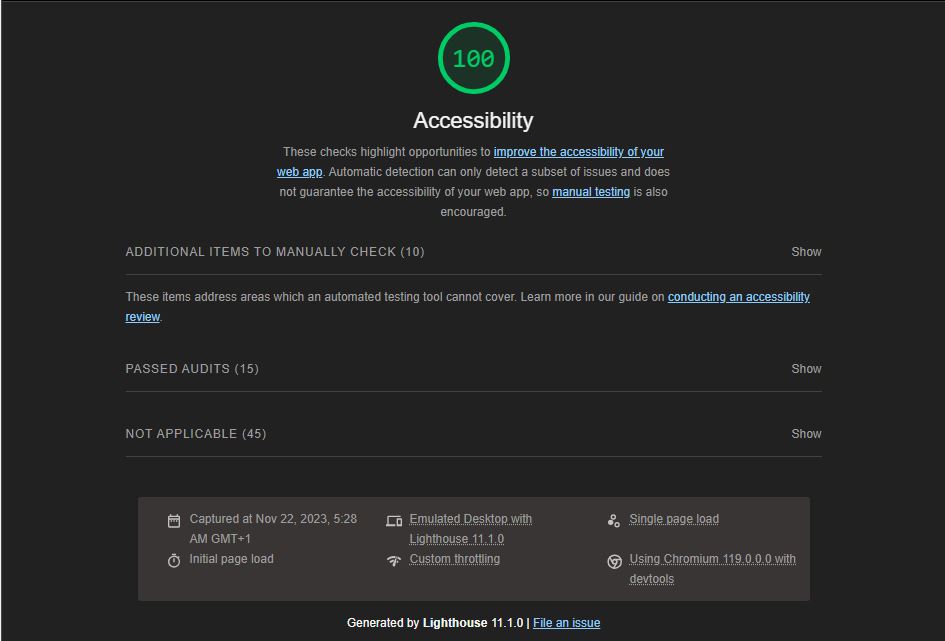 100
Accessibility
These checks highlight opportunities to improve the accessibility of your
web app. Automatic detection can only detect a subset of issues and does
not guarantee the accessibility of your web app, so manual testing is also
encouraged.
ADDITIONAL ITEMS TO MANUALLY CHECK (10) Show
These items address areas which an automated testing tool cannot cover. Learn more in our guide on conducting an accessibility
review.
PASSED AUDITS (15) Show
NOT APPLICABLE (45) Show
Captured at Nov 22, 2023, 5:28
AM GMT+1
Emulated Desktop with
Lighthouse 11.1.0
Single page load
Initial page load
Custom throttling
Using Chromium 119.0.0.0 with
devtools
Generated by Lighthouse 11.1.0 | File an issue